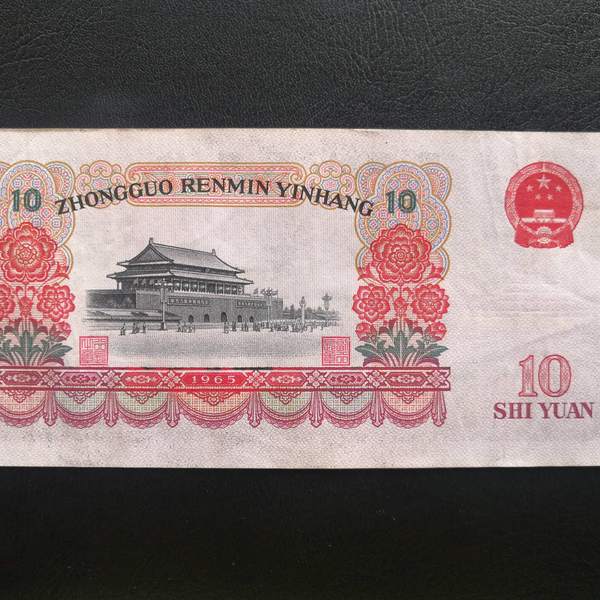 10 ZHONGGUO RENMIN YINHANG 10
1965
10
SHI YUAN